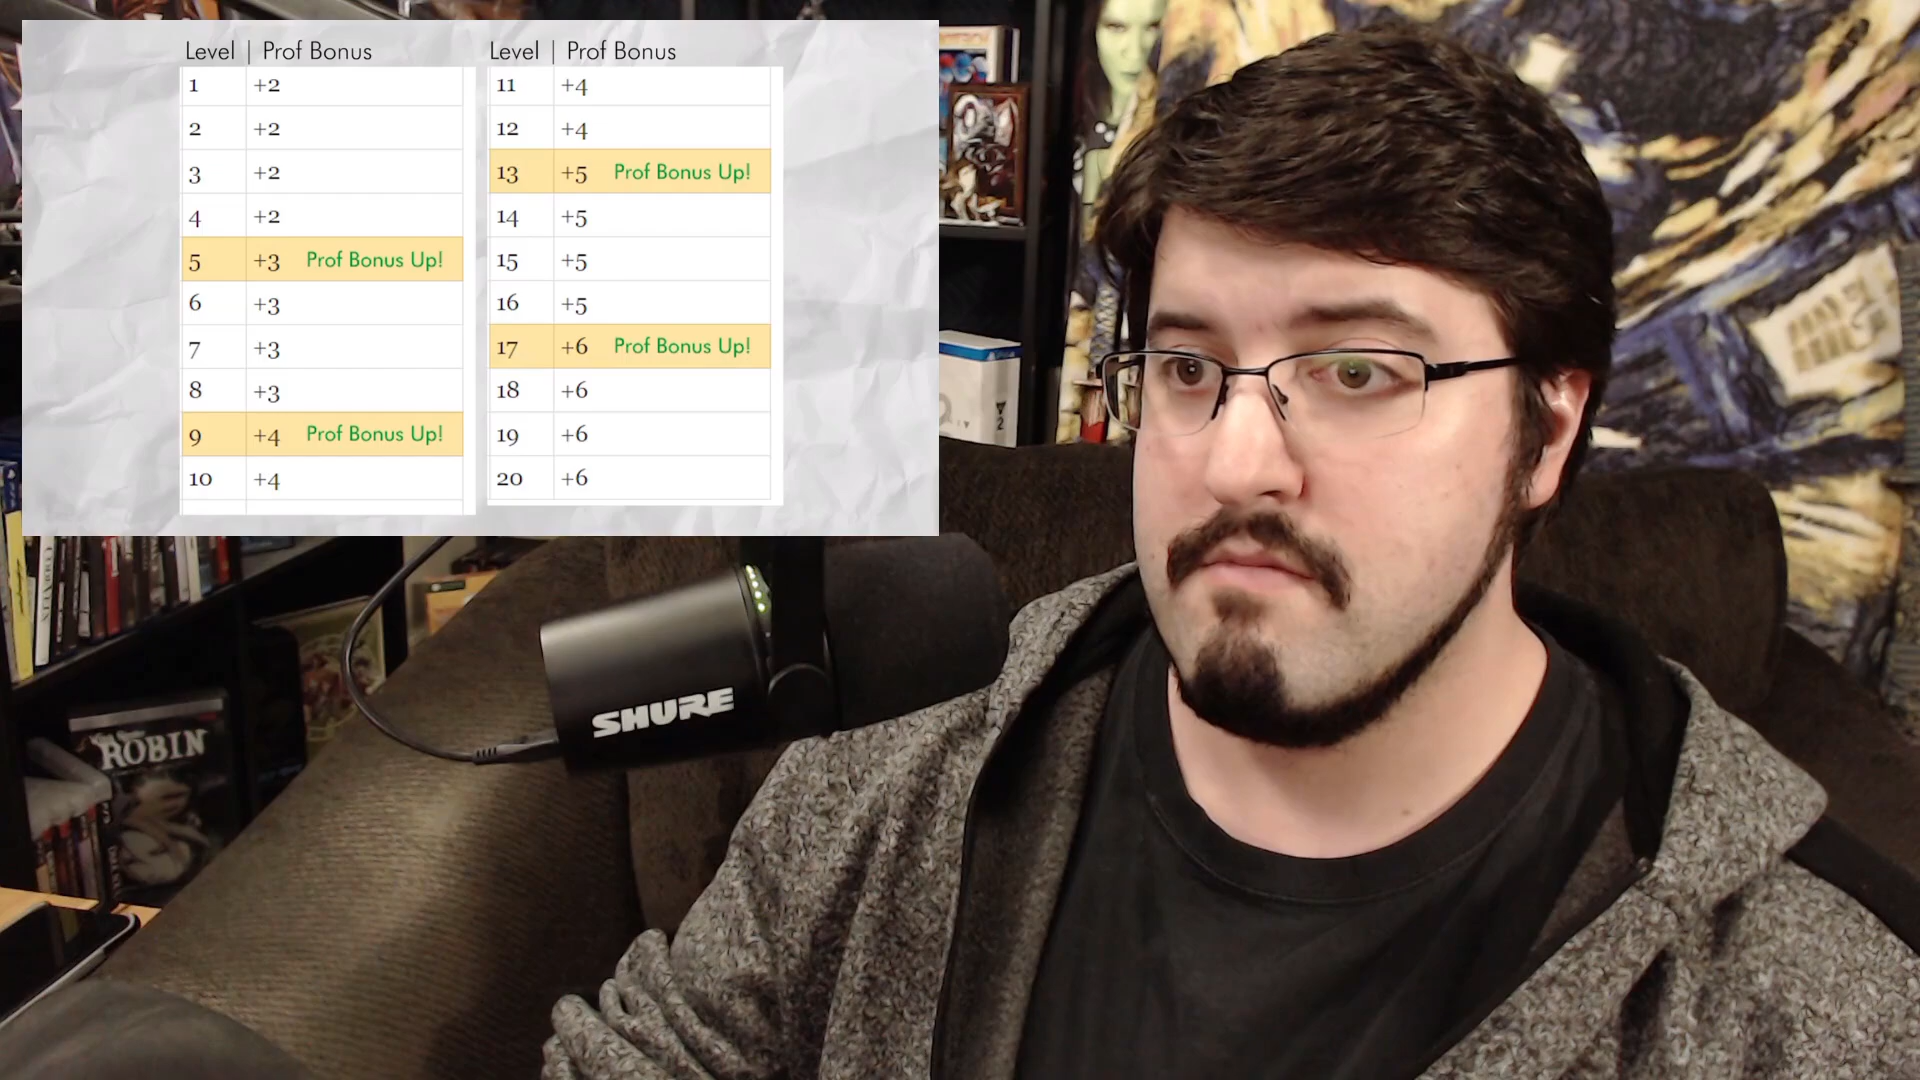 Level | Prof Bonus
1 +2
2 +2
3 +2
4 +2
5 +3 Prof Bonus Up!
6 +3
7 +3
8 +3
9 +4 Prof Bonus Up!
10 +4
Level | Prof Bonus
11 +4
12 +4
13 +5 Prof Bonus Up!
14 +5
15 +5
16 +5
17 +6 Prof Bonus Up!
18 +6
19 +6
20 +6
SHURE
ROBIN
2